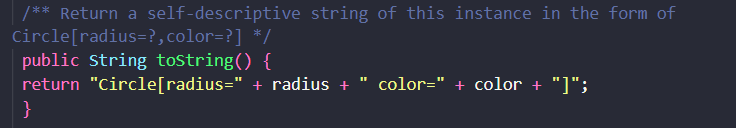 /** Return a self-descriptive string of this instance in the form of
Circle[radius=?,color=?] */
public String toString() {
return "Circle[radius=" + radius + " color=" + color + "]";
}